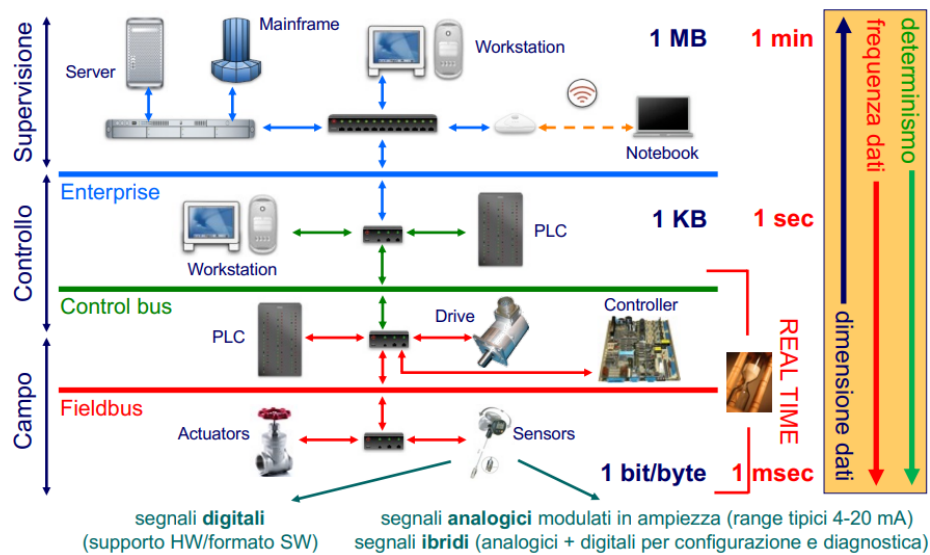 Supervisione
Server
Mainframe
Workstation
1 MB
1 min
Notebook
Enterprise
Controllo
Workstation
PLC
1 KB
1 sec
Control bus
PLC
Drive
Controller
Campo
Fieldbus
Actuators
Sensors
1 bit/byte
1 msec
REAL TIME
dimensione dati
frequenza dati
determinismo
segnali digitali
(supporto HW/formato SW)
segnali analogici modulati in ampiezza (range tipici 4-20 mA)
segnali ibridi (analogici + digitali per configurazione e diagnostica)